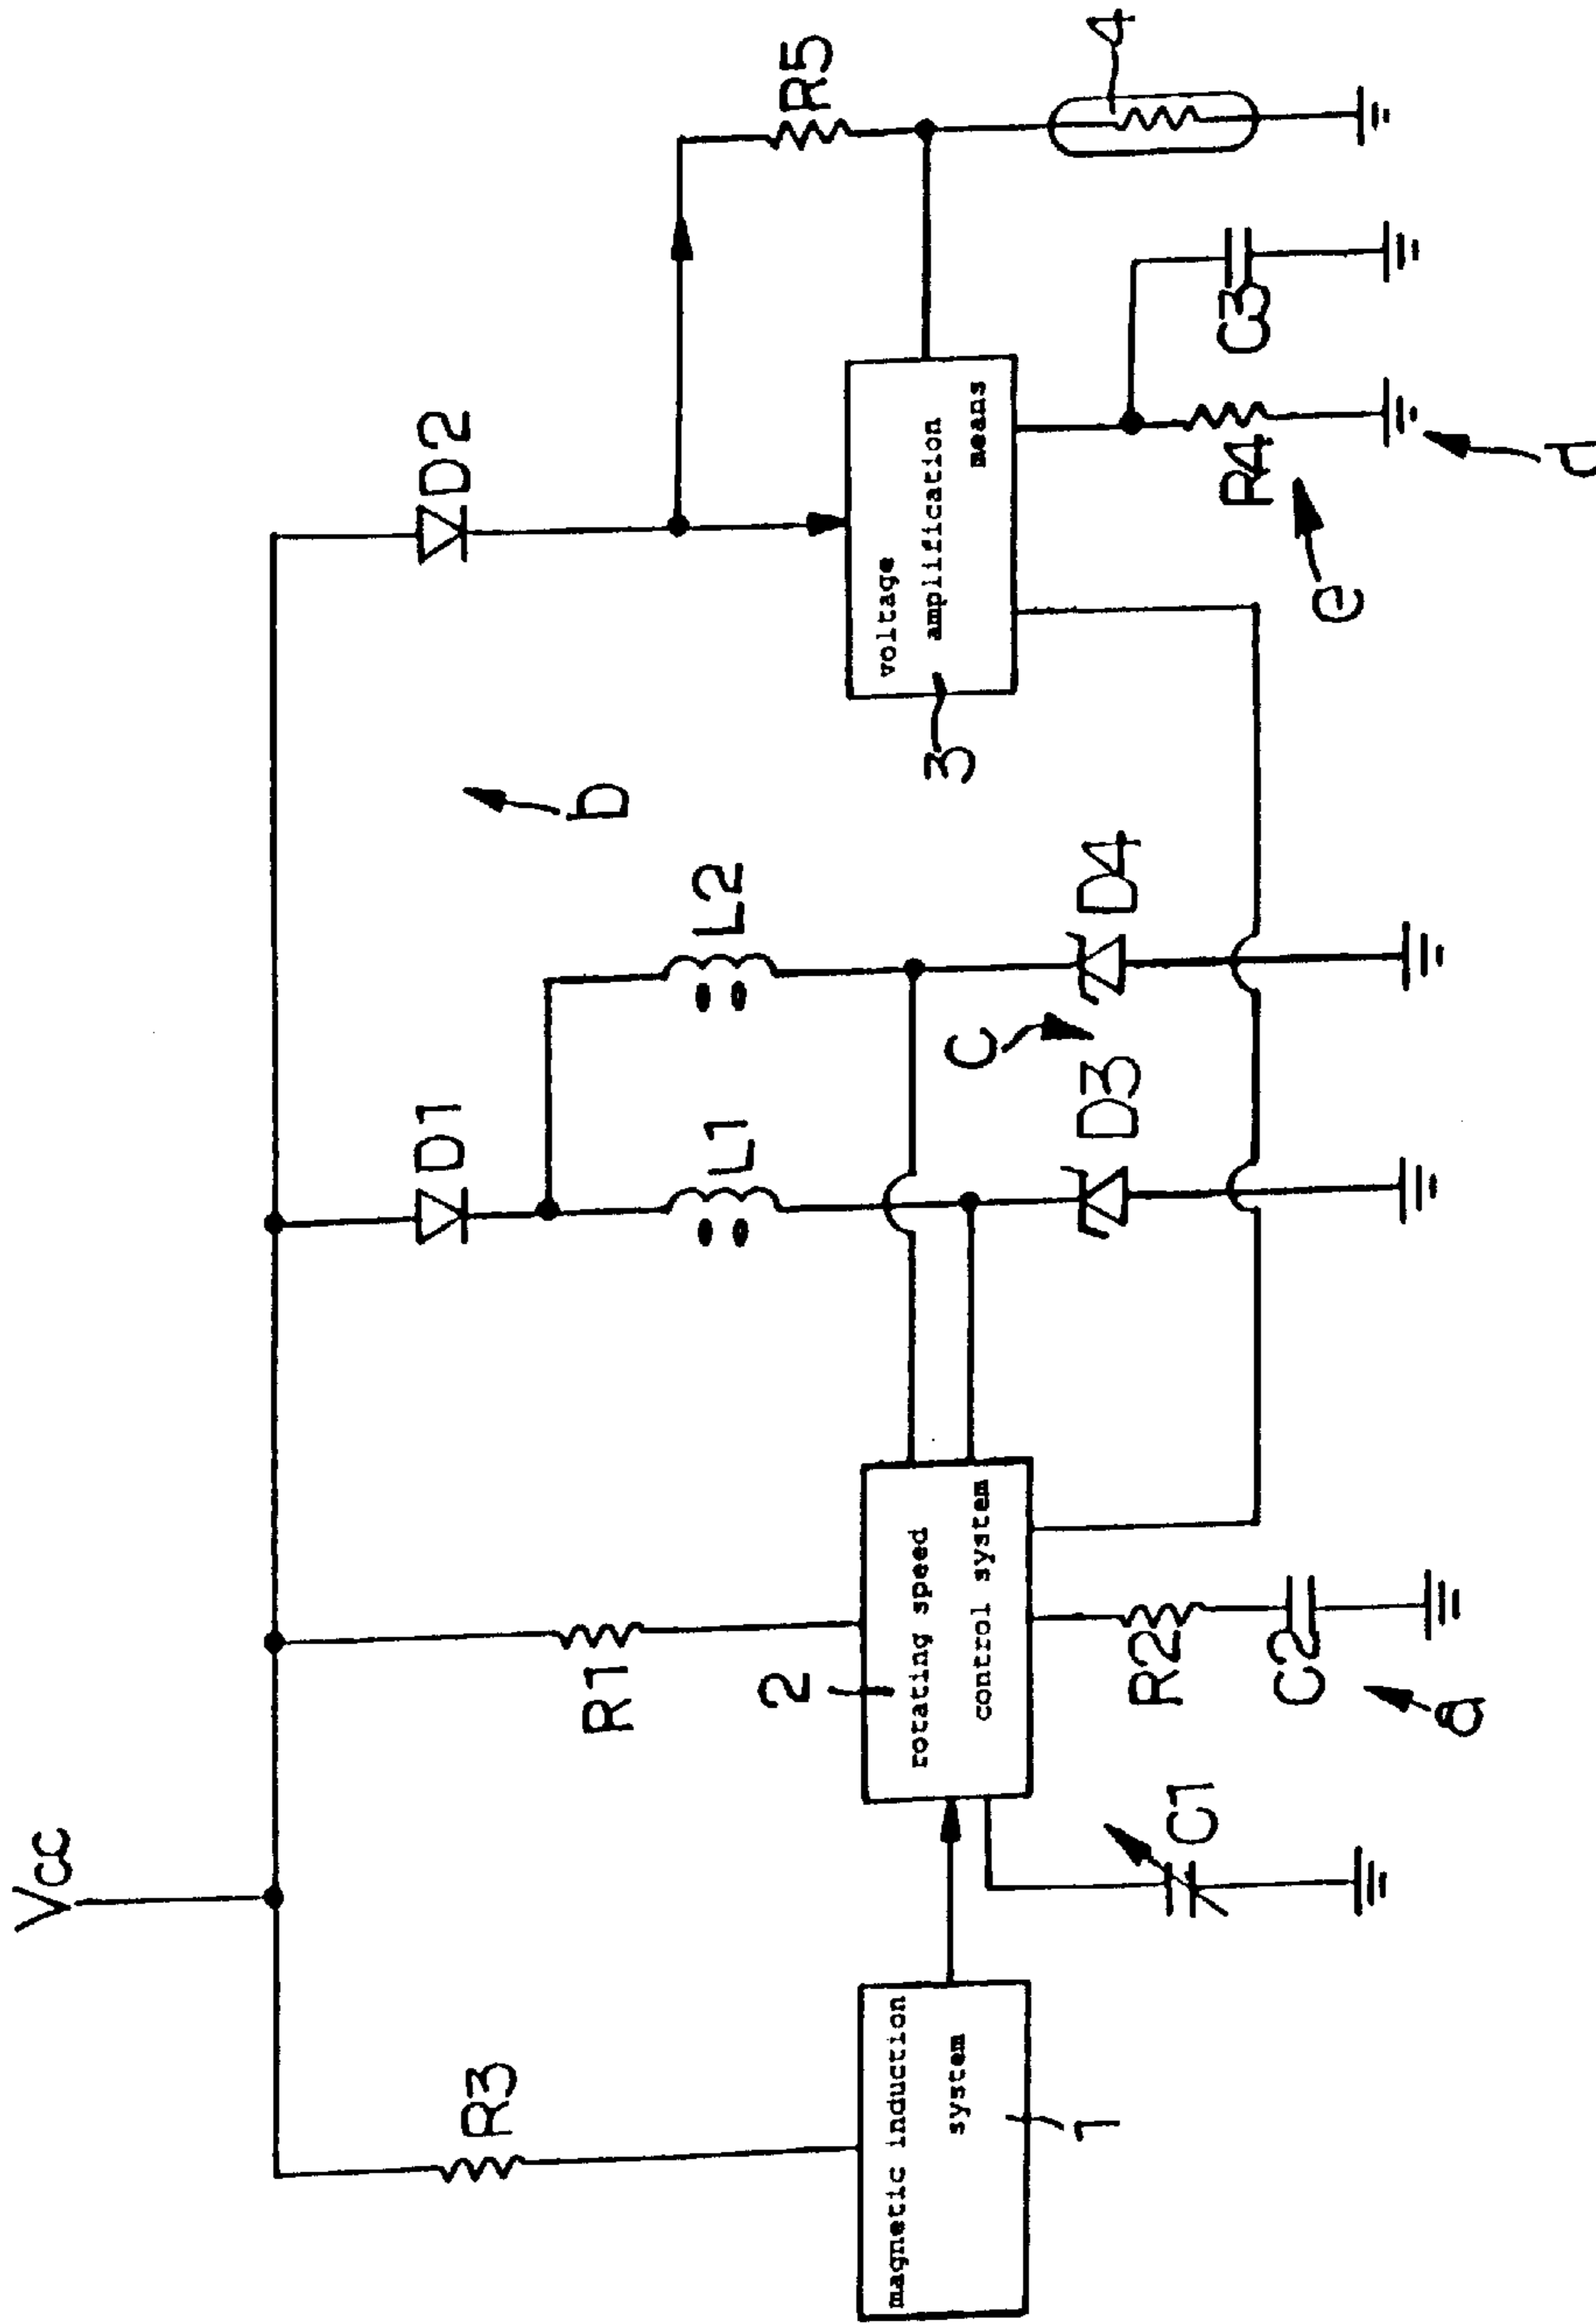 Vcc
R3
R1
D1
D2
L1
L2
b
R5
magnetic induction
system
1
2
rotating speed
control system
3
voltage
amplification
means
4
C1
R2
C2
a
D3
D4
C
R4
C3
e
d